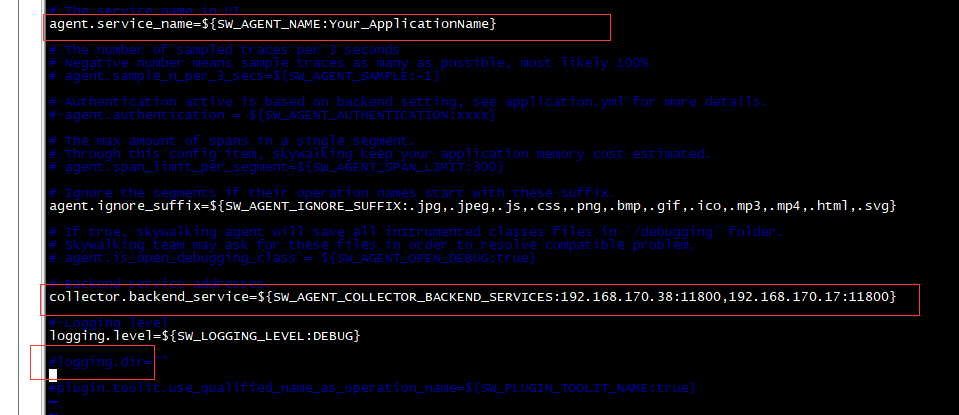 # The service name in UI
agent.service_name=${SW_AGENT_NAME:Your_ApplicationName}
# The number of sampled traces per 3 seconds
# Negative number means sample traces as many as possible, most likely 100%
# agent.sample_n_per_3_secs=${SW_AGENT_SAMPLE:-1}
# Authentication active is based on backend setting, see application.yml for more details.
# agent.authentication = ${SW_AGENT_AUTHENTICATION:xxxx}
# The max amount of spans in a single segment.
# Through this config item, skywalking keep your application memory cost estimated.
# agent.span_limit_per_segment=${SW_AGENT_SPAN_LIMIT:300}
# Ignore the segments if their operation names start with these suffix.
agent.ignore_suffix=${SW_AGENT_IGNORE_SUFFIX:.jpg,.jpeg,.js,.css,.png,.bmp,.gif,.ico,.mp3,.mp4,.html,.svg}
# If true, skywalking agent will save all instrumented classes files in `/debugging` folder.
# Skywalking team may ask for these files in order to resolve compatible problem.
# agent.is_open_debugging_class = ${SW_AGENT_OPEN_DEBUG:true}
# Backend service addresses.
collector.backend_service=${SW_AGENT_COLLECTOR_BACKEND_SERVICES:192.168.170.38:11800,192.168.170.17:11800}
# Logging level
logging.level=${SW_LOGGING_LEVEL:DEBUG}
#logging.dir=""
#plugin.toolit.use_qualified_name_as_operation_name=${SW_PLUGIN_TOOLIT_NAME:true}
~